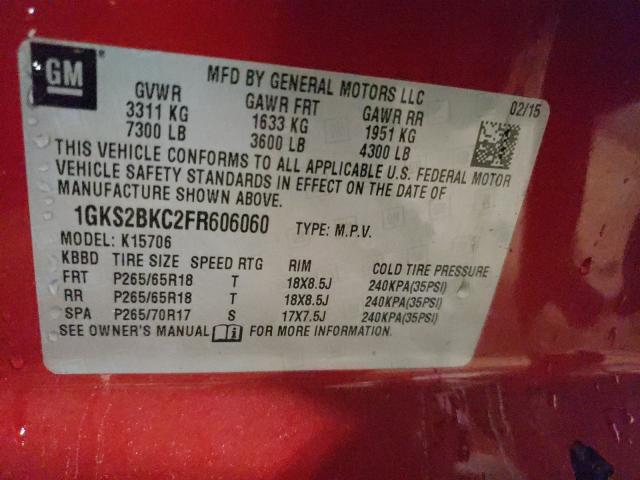 GM
MFD BY GENERAL MOTORS LLC
02/15
GVWR GAWR FRT GAWR RR
3311 KG 1633 KG 1951 KG
7300 LB 3600 LB 4300 LB
THIS VEHICLE CONFORMS TO ALL APPLICABLE U.S. FEDERAL MOTOR
VEHICLE SAFETY STANDARDS IN EFFECT ON THE DATE OF
MANUFACTURE SHOWN ABOVE.
1GKS2BKC2FR606060 TYPE: M.P.V.
MODEL: K15706
KBBD TIRE SIZE SPEED RTG RIM COLD TIRE PRESSURE
FRT P265/65R18 T 18X8.5J 240KPA(35PSI)
RR P265/65R18 T 18X8.5J 240KPA(35PSI)
SPA P265/70R17 S 17X7.5J 240KPA(35PSI)
SEE OWNER'S MANUAL FOR MORE INFORMATION.